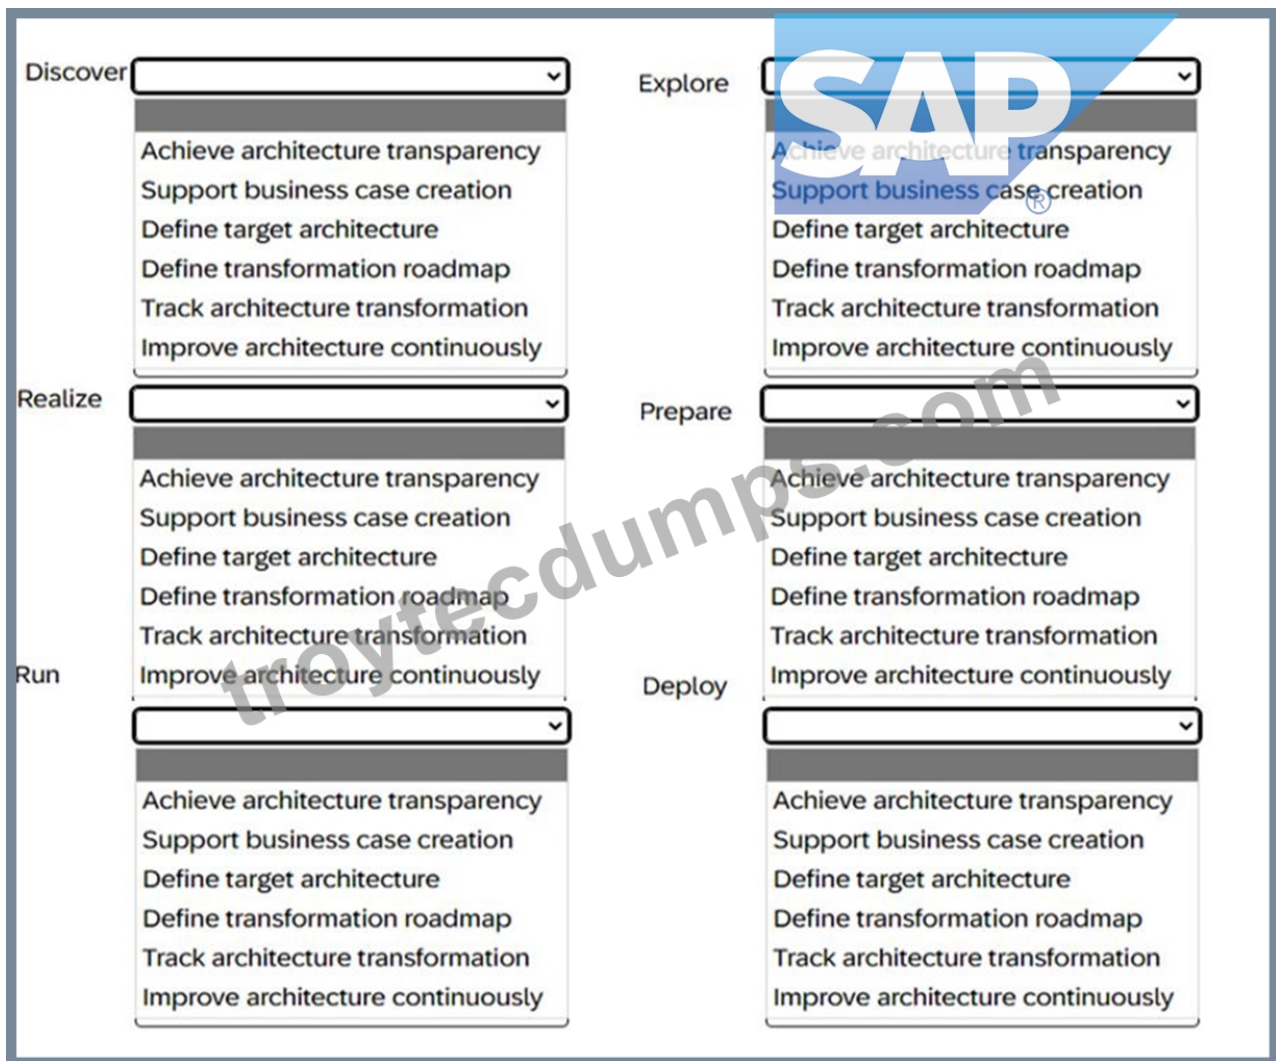 Discover
Achieve architecture transparency
Support business case creation
Define target architecture
Define transformation roadmap
Track architecture transformation
Improve architecture continuously
Explore
SAP
®
Achieve architecture transparency
Support business case creation
Define target architecture
Define transformation roadmap
Track architecture transformation
Improve architecture continuously
Realize
Achieve architecture transparency
Support business case creation
Define target architecture
Define transformation roadmap
Track architecture transformation
Improve architecture continuously
Prepare
Achieve architecture transparency
Support business case creation
Define target architecture
Define transformation roadmap
Track architecture transformation
Improve architecture continuously
troytecdumps.com
Run
Achieve architecture transparency
Support business case creation
Define target architecture
Define transformation roadmap
Track architecture transformation
Improve architecture continuously
Deploy
Achieve architecture transparency
Support business case creation
Define target architecture
Define transformation roadmap
Track architecture transformation
Improve architecture continuously